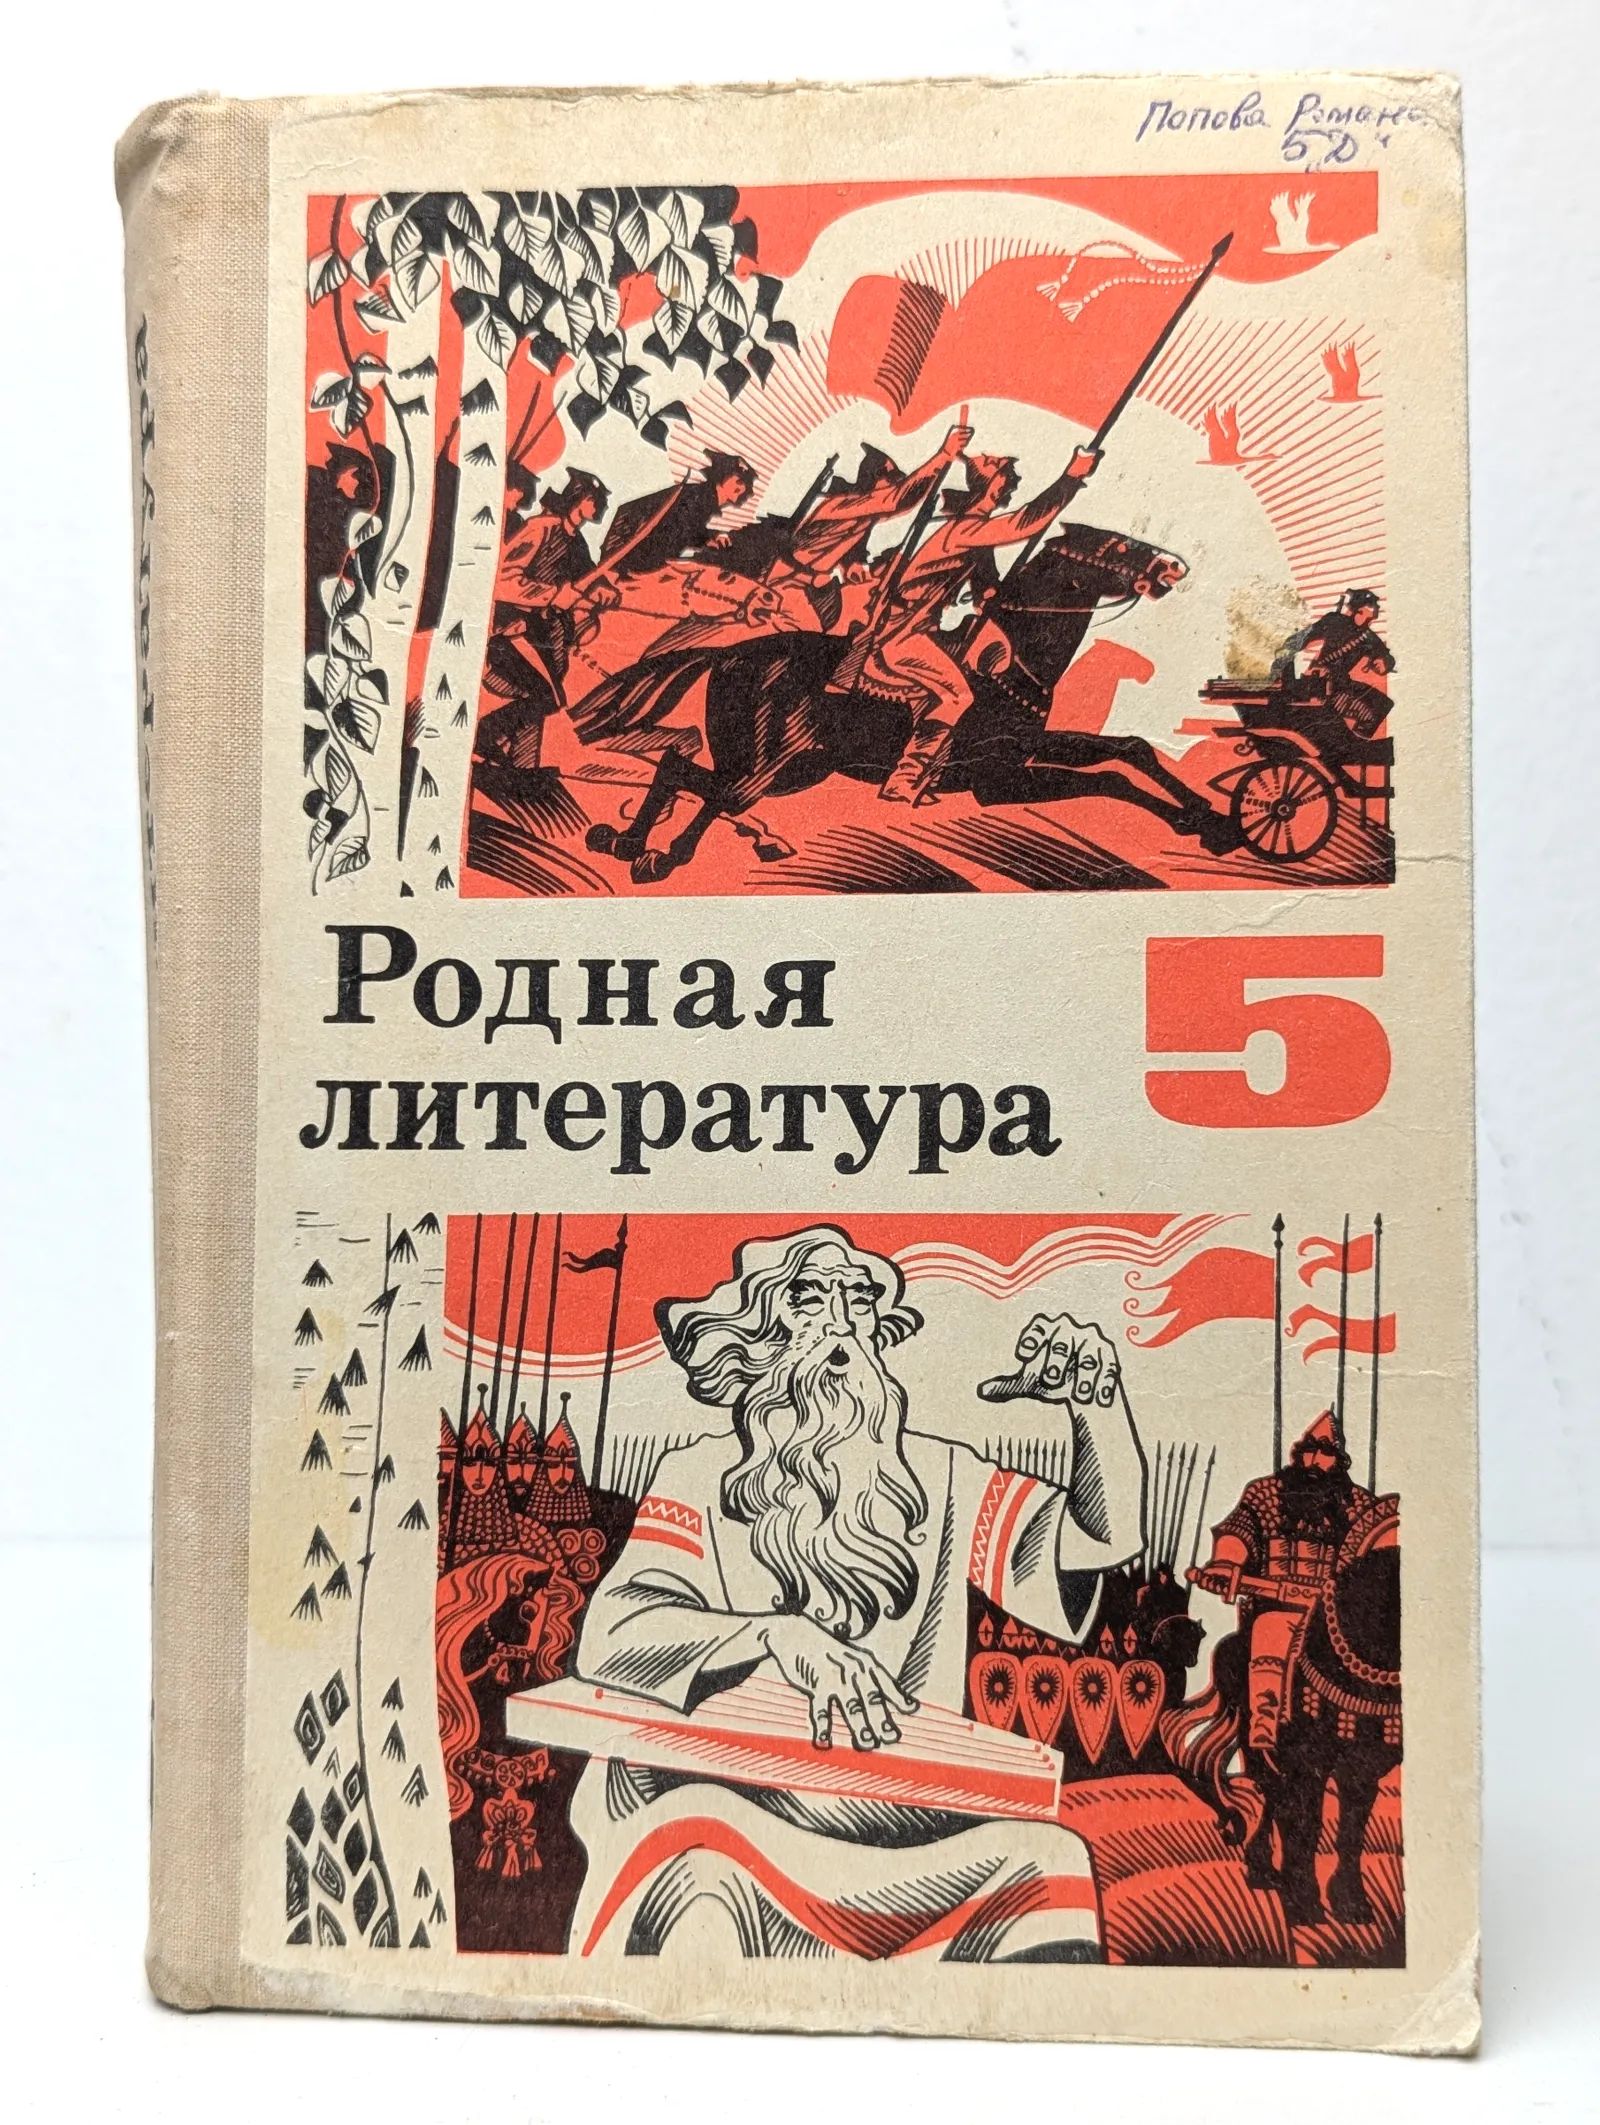 Попова Романа
5 „Д"
Родная
литература
5